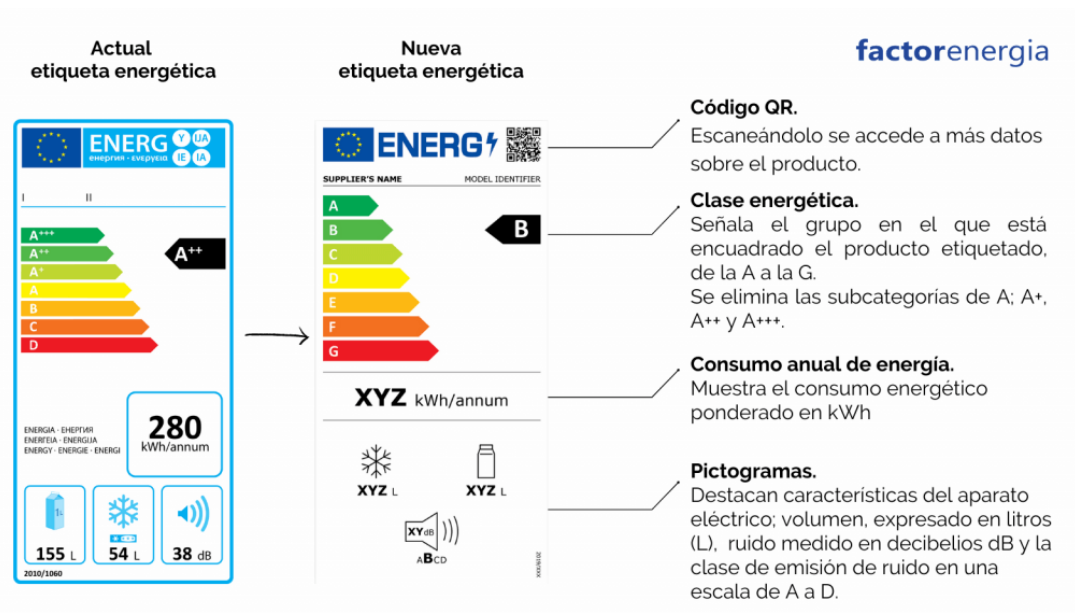 Actual
etiqueta energética
Nueva
etiqueta energética
factorenergia
ENERG
Y UA
IE IA
енергия · ενεργεια
I
II
A+++
A++
A+
A
B
C
D
A++
ENERGIA · ЕНЕРГИЯ
ΕΝΕΡΓΕΙΑ · ENERGIJA
ENERGY · ENERGIE · ENERGI
280
kWh/annum
155 L
54 L
38 dB
2010/1060
ENERG
SUPPLIER'S NAME
MODEL IDENTIFIER
A
B
C
D
E
F
G
B
XYZ kWh/annum
XYZ L
XYZ L
XY dB
ABCD
2019/XXX
Código QR.
Escaneándolo se accede a más datos
sobre el producto.
Clase energética.
Señala el grupo en el que está
encuadrado el producto etiquetado,
de la A a la G.
Se elimina las subcategorías de A; A+,
A++ y A+++.
Consumo anual de energía.
Muestra el consumo energético
ponderado en kWh
Pictogramas.
Destacan características del aparato
eléctrico; volumen, expresado en litros
(L), ruido medido en decibelios dB y la
clase de emisión de ruido en una
escala de A a D.